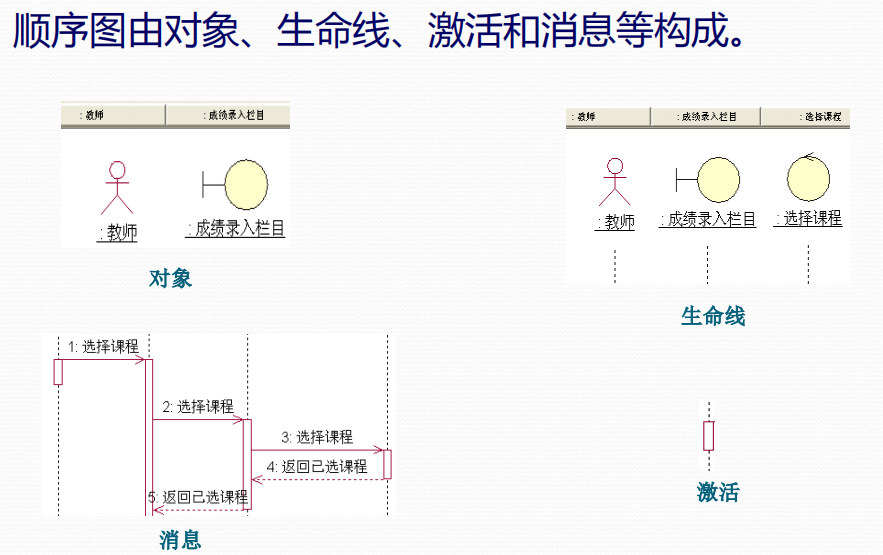 顺序图由对象、生命线、激活和消息等构成。
: 教师
: 成绩录入栏目
: 教师
: 成绩录入栏目
对象
: 教师
: 成绩录入栏目
: 选择课程
: 教师
: 成绩录入栏目
: 选择课程
生命线
1: 选择课程
2: 选择课程
3: 选择课程
4: 返回已选课程
5: 返回已选课程
消息
激活